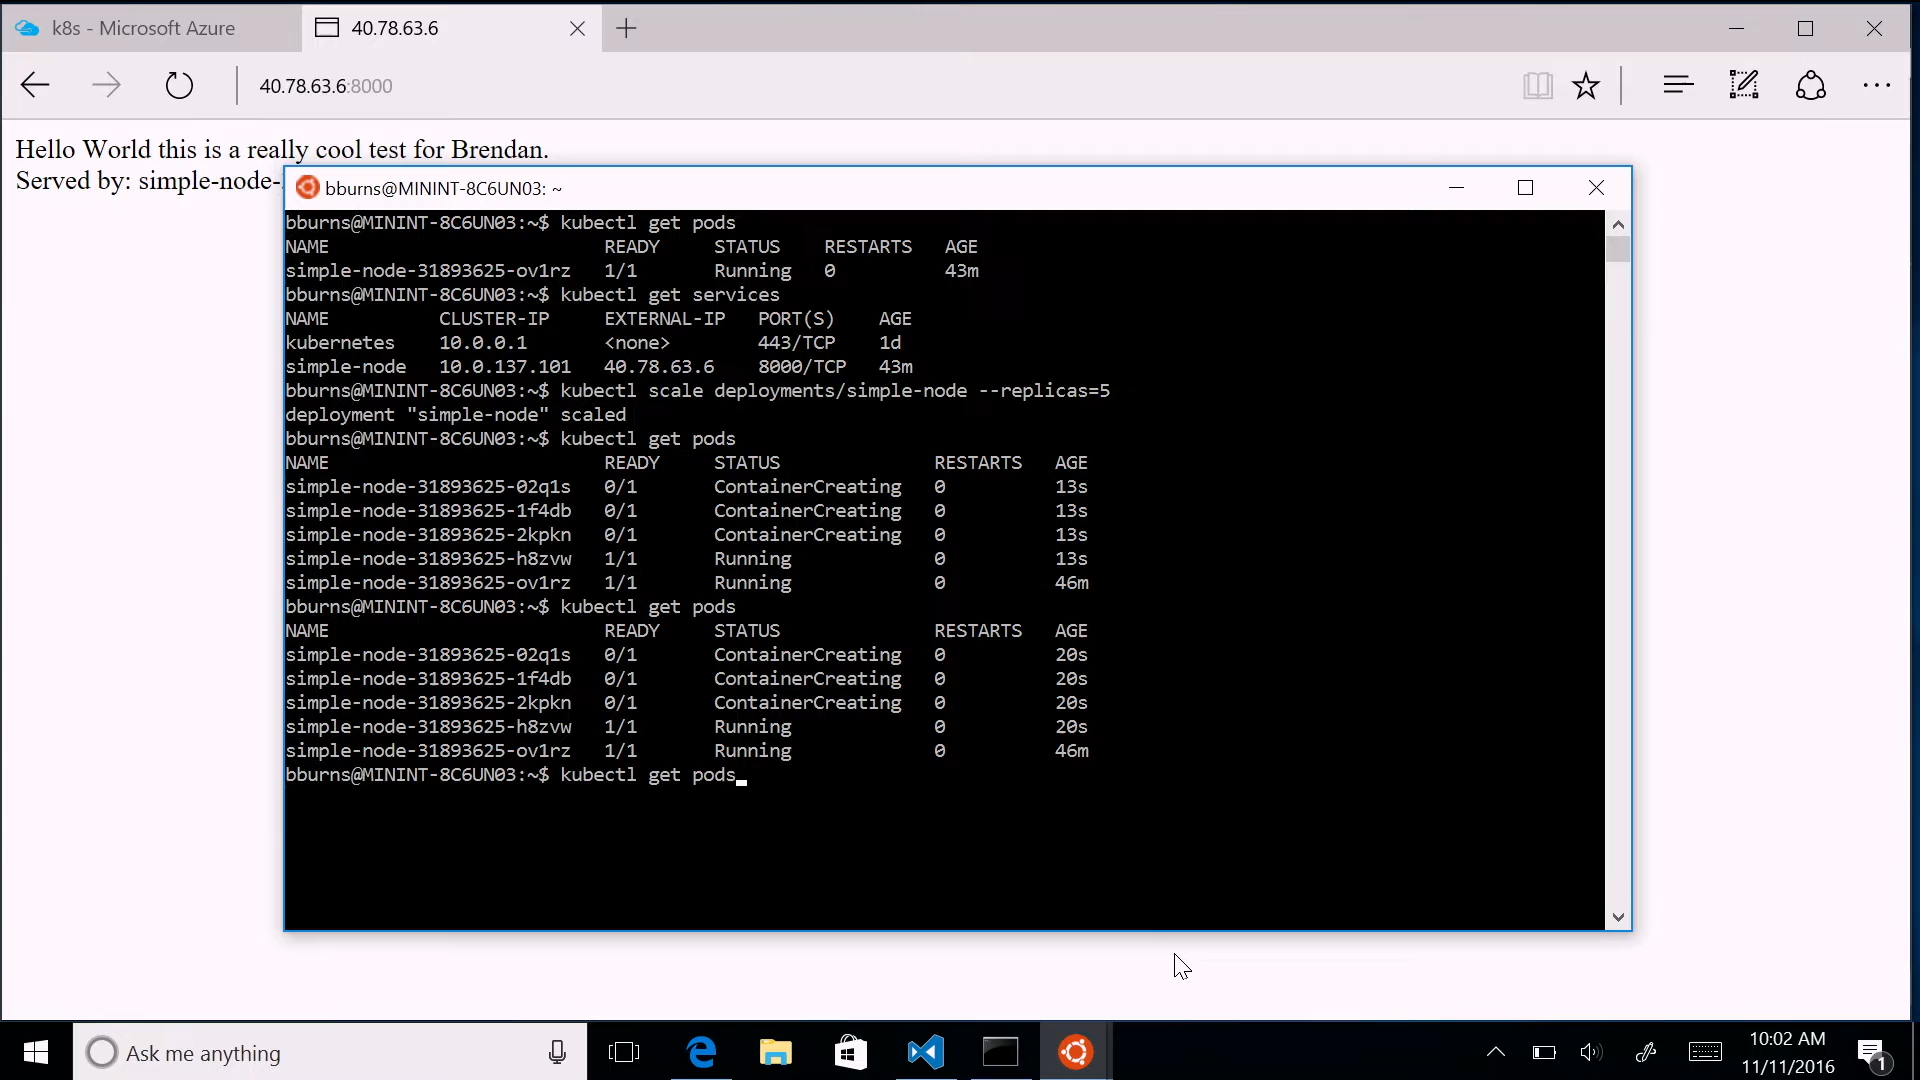 k8s - Microsoft Azure
40.78.63.6
40.78.63.6:8000
Hello World this is a really cool test for Brendan.
Served by: simple-node-
bburns@MININT-8C6UN03: ~
bburns@MININT-8C6UN03:~$ kubectl get pods
NAME READY STATUS RESTARTS AGE
simple-node-31893625-ov1rz 1/1 Running 0 43m
bburns@MININT-8C6UN03:~$ kubectl get services
NAME CLUSTER-IP EXTERNAL-IP PORT(S) AGE
kubernetes 10.0.0.1 <none> 443/TCP 1d
simple-node 10.0.137.101 40.78.63.6 8000/TCP 43m
bburns@MININT-8C6UN03:~$ kubectl scale deployments/simple-node --replicas=5
deployment "simple-node" scaled
bburns@MININT-8C6UN03:~$ kubectl get pods
NAME READY STATUS RESTARTS AGE
simple-node-31893625-02q1s 0/1 ContainerCreating 0 13s
simple-node-31893625-1f4db 0/1 ContainerCreating 0 13s
simple-node-31893625-2kpkn 0/1 ContainerCreating 0 13s
simple-node-31893625-h8zvw 1/1 Running 0 13s
simple-node-31893625-ov1rz 1/1 Running 0 46m
bburns@MININT-8C6UN03:~$ kubectl get pods
NAME READY STATUS RESTARTS AGE
simple-node-31893625-02q1s 0/1 ContainerCreating 0 20s
simple-node-31893625-1f4db 0/1 ContainerCreating 0 20s
simple-node-31893625-2kpkn 0/1 ContainerCreating 0 20s
simple-node-31893625-h8zvw 1/1 Running 0 20s
simple-node-31893625-ov1rz 1/1 Running 0 46m
bburns@MININT-8C6UN03:~$ kubectl get pods
Ask me anything
10:02 AM
11/11/2016
1